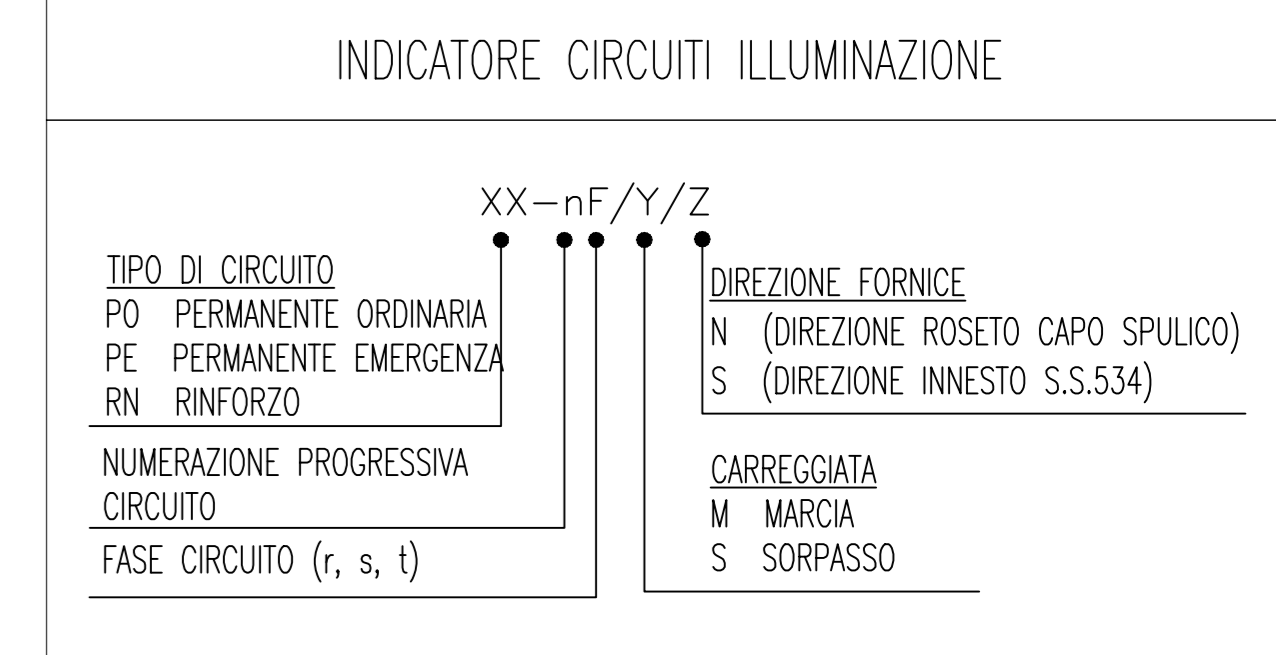 INDICATORE CIRCUITI ILLUMINAZIONE
XX-nF/Y/Z
TIPO DI CIRCUITO
PO PERMANENTE ORDINARIA
PE PERMANENTE EMERGENZA
RN RINFORZO
NUMERAZIONE PROGRESSIVA
CIRCUITO
FASE CIRCUITO (r, s, t)
DIREZIONE FORNICE
N (DIREZIONE ROSETO CAPO SPULICO)
S (DIREZIONE INNESTO S.S.534)
CARREGGIATA
M MARCIA
S SORPASSO